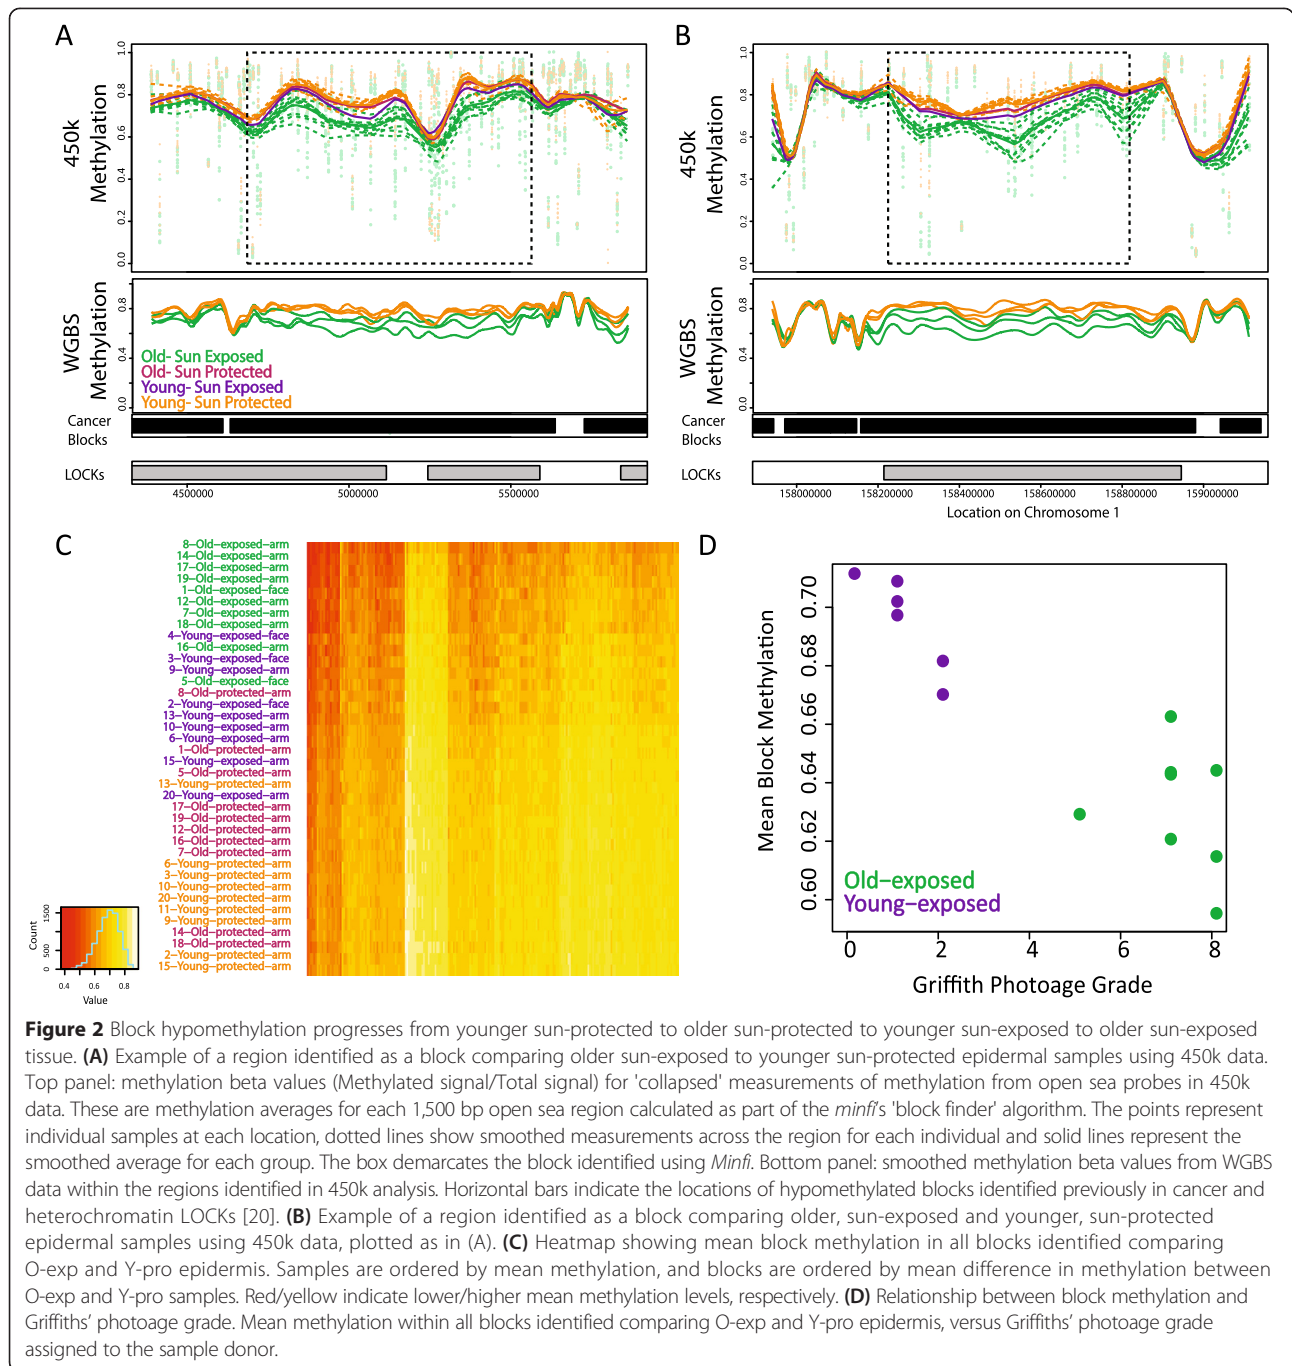 A
B
450k
Methylation
0.0
0.2
0.4
0.6
0.8
1.0
450k
Methylation
0.0
0.2
0.4
0.6
0.8
1.0
WGBS
Methylation
0.0
0.4
0.8
Old- Sun Exposed
Old- Sun Protected
Young- Sun Exposed
Young- Sun Protected
WGBS
Methylation
0.0
0.4
0.8
Cancer
Blocks
Cancer
Blocks
LOCKs
LOCKs
4500000 5000000 5500000
158000000 158200000 158400000 158600000 158800000 159000000
Location on Chromosome 1
C
8–Old–exposed–arm
14–Old–exposed–arm
17–Old–exposed–arm
19–Old–exposed–arm
1–Old–exposed–face
12–Old–exposed–arm
7–Old–exposed–arm
18–Old–exposed–arm
4–Young–exposed–face
16–Old–exposed–arm
3–Young–exposed–face
9–Young–exposed–arm
5–Old–exposed–face
8–Old–protected–arm
2–Young–exposed–face
13–Young–exposed–arm
10–Young–exposed–arm
6–Young–exposed–arm
1–Old–protected–arm
15–Young–exposed–arm
5–Old–protected–arm
13–Young–protected–arm
20–Young–exposed–arm
17–Old–protected–arm
19–Old–protected–arm
12–Old–protected–arm
16–Old–protected–arm
7–Old–protected–arm
6–Young–protected–arm
3–Young–protected–arm
10–Young–protected–arm
20–Young–protected–arm
11–Young–protected–arm
9–Young–protected–arm
14–Old–protected–arm
18–Old–protected–arm
2–Young–protected–arm
15–Young–protected–arm
Count
0 500 1500
0.4 0.6 0.8
Value
D
Mean Block Methylation
0.60 0.62 0.64 0.66 0.68 0.70
Old–exposed
Young–exposed
0 2 4 6 8
Griffith Photoage Grade
Figure 2 Block hypomethylation progresses from younger sun-protected to older sun-protected to younger sun-exposed to older sun-exposed
tissue. (A) Example of a region identified as a block comparing older sun-exposed to younger sun-protected epidermal samples using 450k data.
Top panel: methylation beta values (Methylated signal/Total signal) for 'collapsed' measurements of methylation from open sea probes in 450k
data. These are methylation averages for each 1,500 bp open sea region calculated as part of the minfi's 'block finder' algorithm. The points represent
individual samples at each location, dotted lines show smoothed measurements across the region for each individual and solid lines represent the
smoothed average for each group. The box demarcates the block identified using Minfi. Bottom panel: smoothed methylation beta values from WGBS
data within the regions identified in 450k analysis. Horizontal bars indicate the locations of hypomethylated blocks identified previously in cancer and
heterochromatin LOCKs [20]. (B) Example of a region identified as a block comparing older, sun-exposed and younger, sun-protected
epidermal samples using 450k data, plotted as in (A). (C) Heatmap showing mean block methylation in all blocks identified comparing
O-exp and Y-pro epidermis. Samples are ordered by mean methylation, and blocks are ordered by mean difference in methylation between
O-exp and Y-pro samples. Red/yellow indicate lower/higher mean methylation levels, respectively. (D) Relationship between block methylation and
Griffiths’ photoage grade. Mean methylation within all blocks identified comparing O-exp and Y-pro epidermis, versus Griffiths’ photoage grade
assigned to the sample donor.